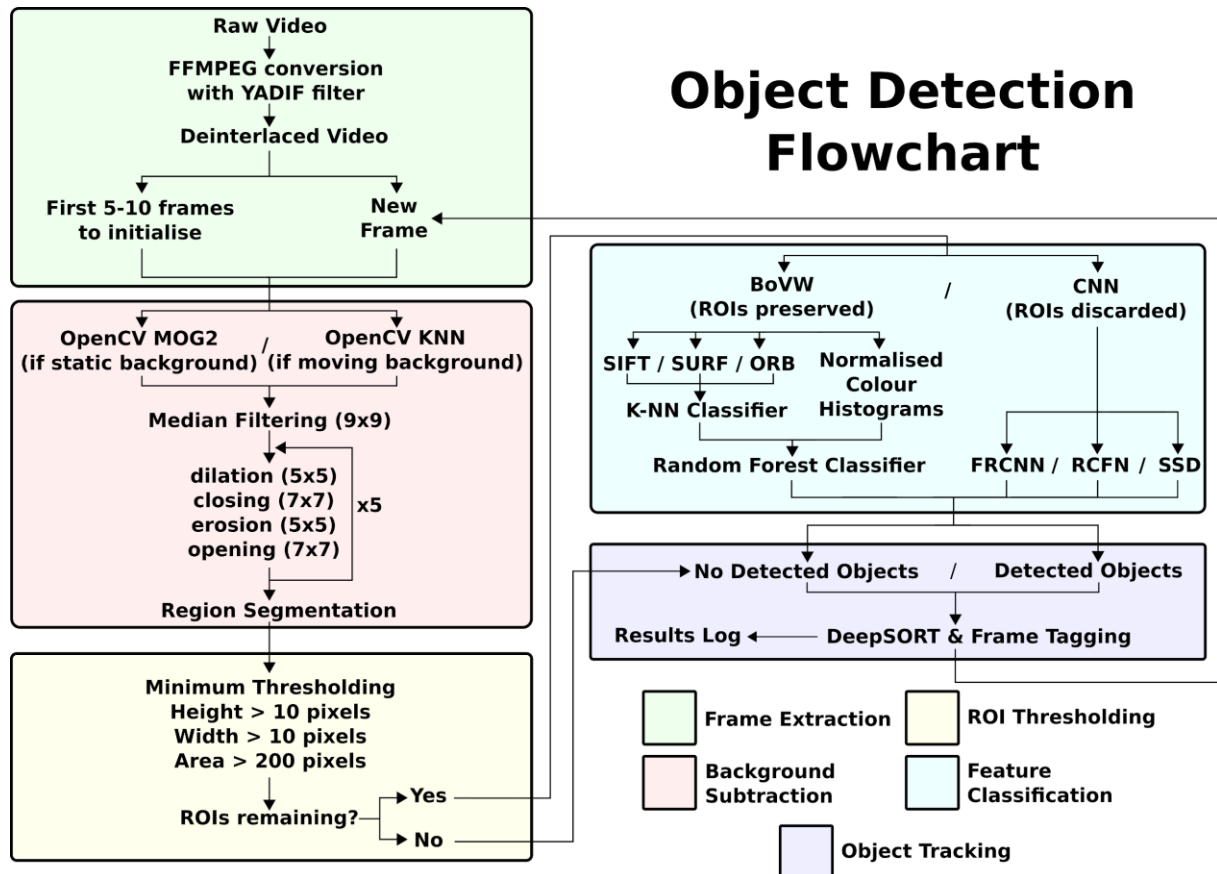 Object Detection
Flowchart
Raw Video
FFMPEG conversion
with YADIF filter
Deinterlaced Video
First 5-10 frames
to initialise
New
Frame
OpenCV MOG2
(if static background)
/
OpenCV KNN
(if moving background)
Median Filtering (9x9)
dilation (5x5)
closing (7x7)
erosion (5x5)
opening (7x7)
x5
Region Segmentation
Minimum Thresholding
Height > 10 pixels
Width > 10 pixels
Area > 200 pixels
ROIs remaining?
Yes
No
BoVW
(ROIs preserved)
/
CNN
(ROIs discarded)
SIFT / SURF / ORB
Normalised
Colour
Histograms
K-NN Classifier
Random Forest Classifier
FRCNN / RCFN / SSD
No Detected Objects / Detected Objects
Results Log
DeepSORT & Frame Tagging
Frame Extraction
ROI Thresholding
Background
Subtraction
Feature
Classification
Object Tracking